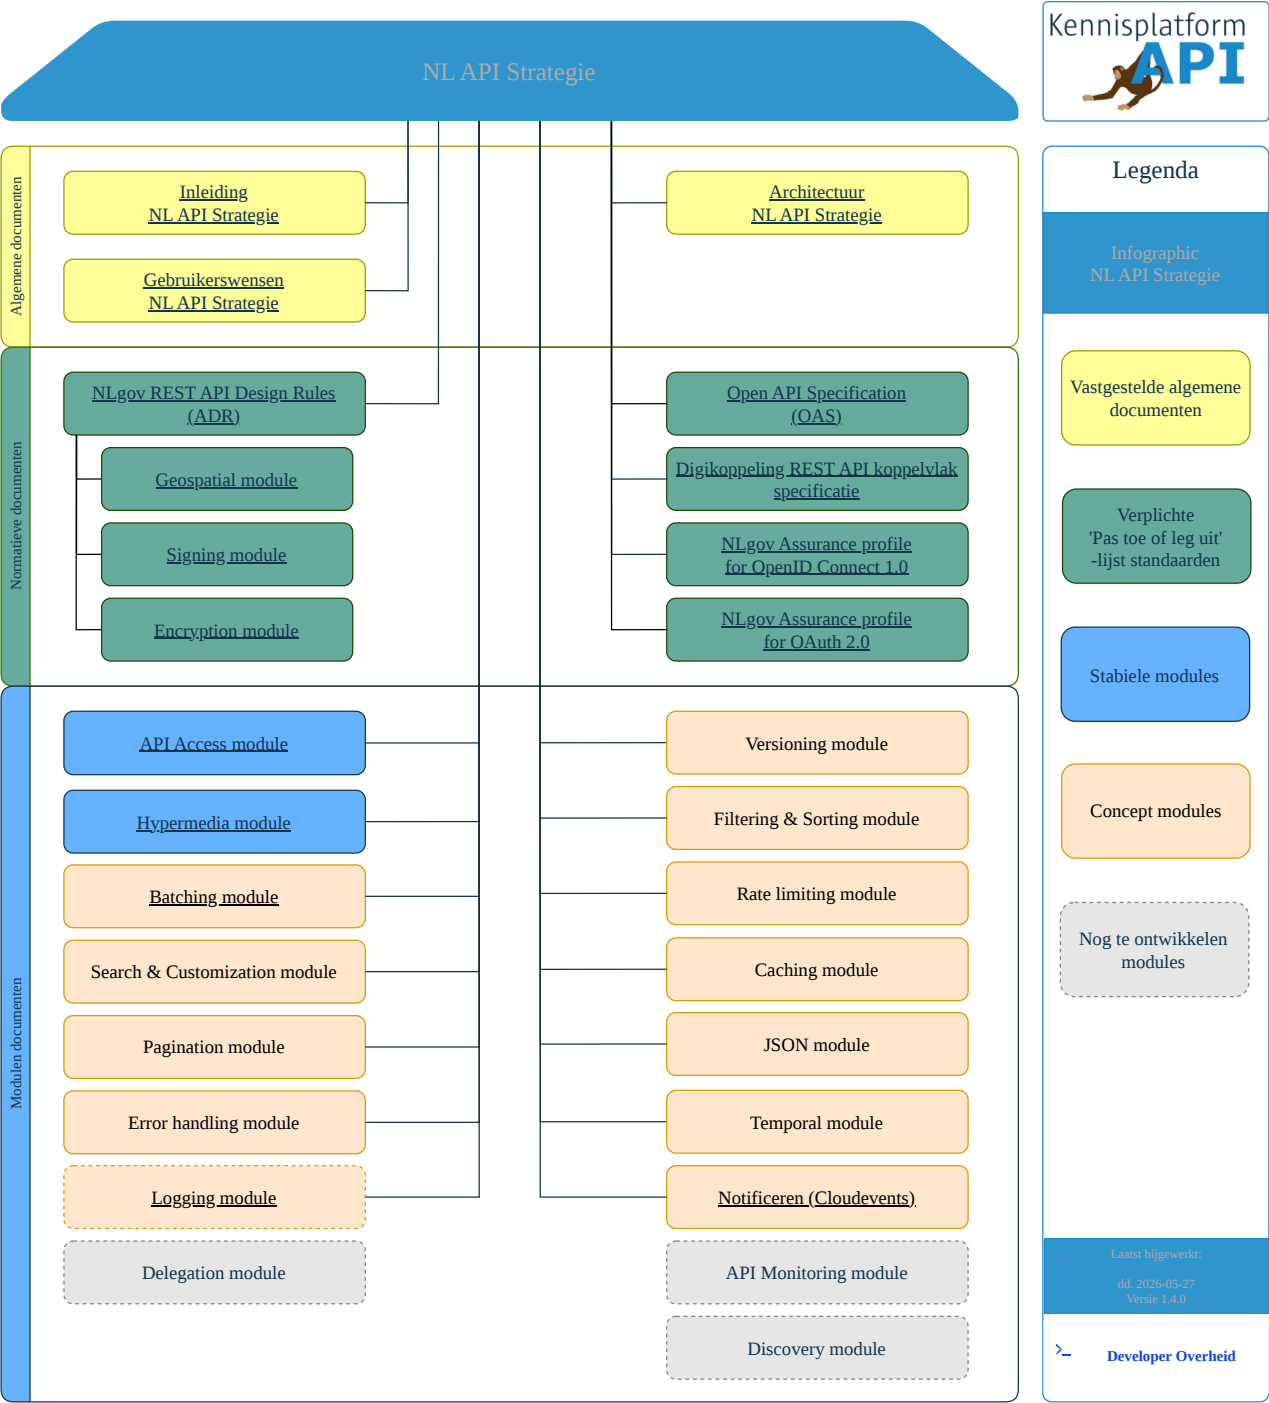 NL API Strategie
Kennisplatform
API
Algemene documenten
Inleiding
NL API Strategie
Gebruikerswensen
NL API Strategie
Architectuur
NL API Strategie
Normatieve documenten
NLgov REST API Design Rules
(ADR)
Geospatial module
Signing module
Encryption module
Open API Specification
(OAS)
Digikoppeling REST API koppelvlak
specificatie
NLgov Assurance profile
for OpenID Connect 1.0
NLgov Assurance profile
for OAuth 2.0
Modulen documenten
API Access module
Hypermedia module
Batching module
Search & Customization module
Pagination module
Error handling module
Logging module
Delegation module
Versioning module
Filtering & Sorting module
Rate limiting module
Caching module
JSON module
Temporal module
Notificeren (Cloudevents)
API Monitoring module
Discovery module
Legenda
Infographic
NL API Strategie
Vastgestelde algemene
documenten
Verplichte
'Pas toe of leg uit'
-lijst standaarden
Stabiele modules
Concept modules
Nog te ontwikkelen
modules
Laatst bijgewerkt:
dd. 2026-05-27
Versie 1.4.0
Developer Overheid